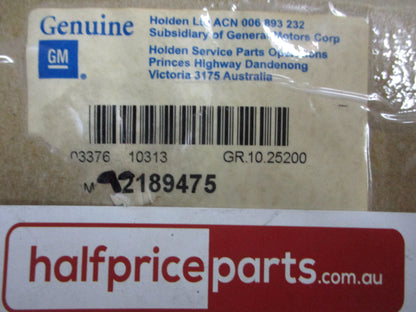 Genuine
GM
Holden Ltd ACN 006 893 232
Subsidiary of General Motors Corp
Holden Service Parts Operations
Princes Highway Dandenong
Victoria 3175 Australia
03376 10313 GR.10.25200
M 92189475
halfpriceparts.com.au